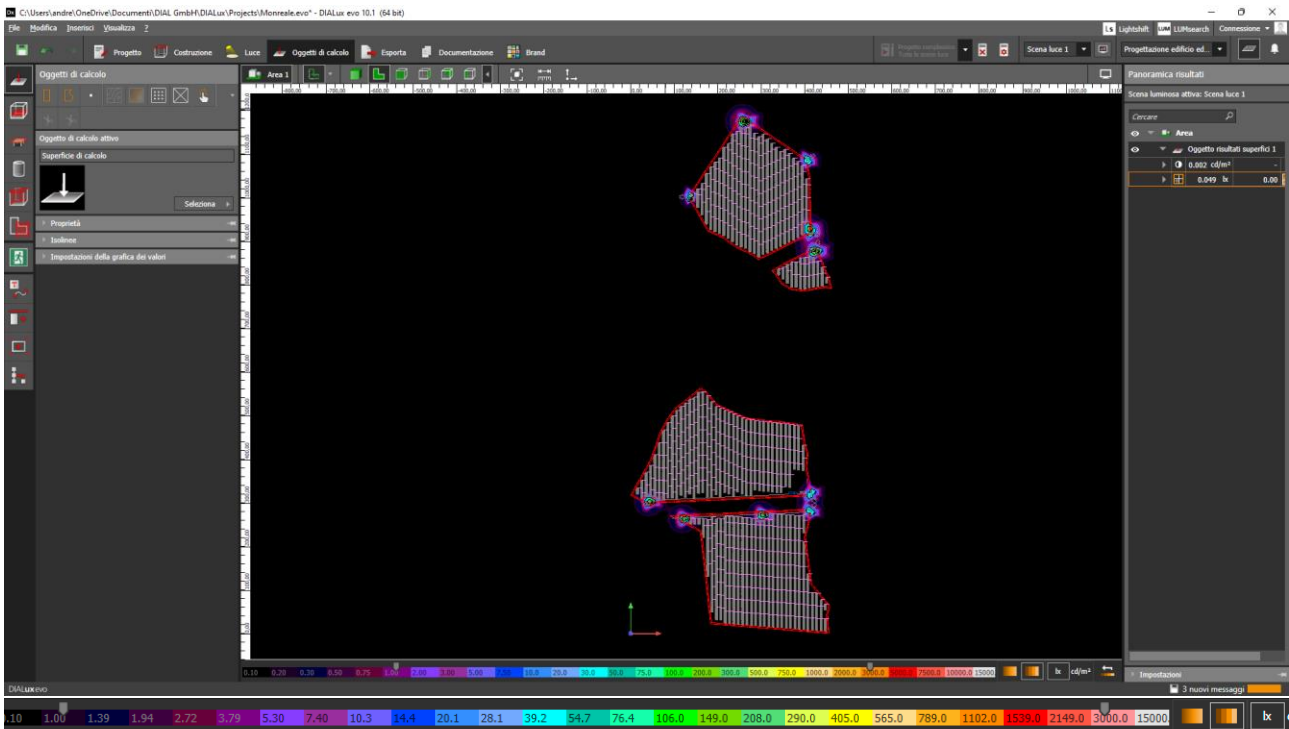 C:\Users\andre\OneDrive\Documenti\DIAL GmbH\DIALux\Projects\Monreale.evo* - DIALux evo 10.1 (64 bit)
File Modifica Inserisci Visualizza ?
Ls Lightshift LUM LUMsearch Connessione
Progetto Costruzione Luce Oggetti di calcolo Esporta Documentazione Brand
Scena luce 1
Progettazione edificio ed...
Oggetti di calcolo
Area 1
Panoramica risultati
Scena luminosa attiva: Scena luce 1
Cercare
Area
Oggetto di calcolo attivo
Superficie di calcolo
Oggetto risultati superfici 1
0.002 cd/m² -
0.049 lx 0.00
Seleziona
Proprietà
Isolinee
Impostazioni della grafica dei valori
0.10 0.20 0.30 0.50 0.75 1.00 2.00 3.00 5.00 10.0 20.0 30.0 50.0 75.0 100.0 200.0 300.0 500.0 750.0 1000.0 2000.0 3000.0 7500.0 10000.0 15000
lx cd/m²
Impostazioni
DIALux evo
3 nuovi messaggi
.10 1.00 1.39 1.94 2.72 3.79 5.30 7.40 10.3 14.4 20.1 28.1 39.2 54.7 76.4 106.0 149.0 208.0 290.0 405.0 565.0 789.0 1102.0 1539.0 2149.0 3000.0 15000
lx